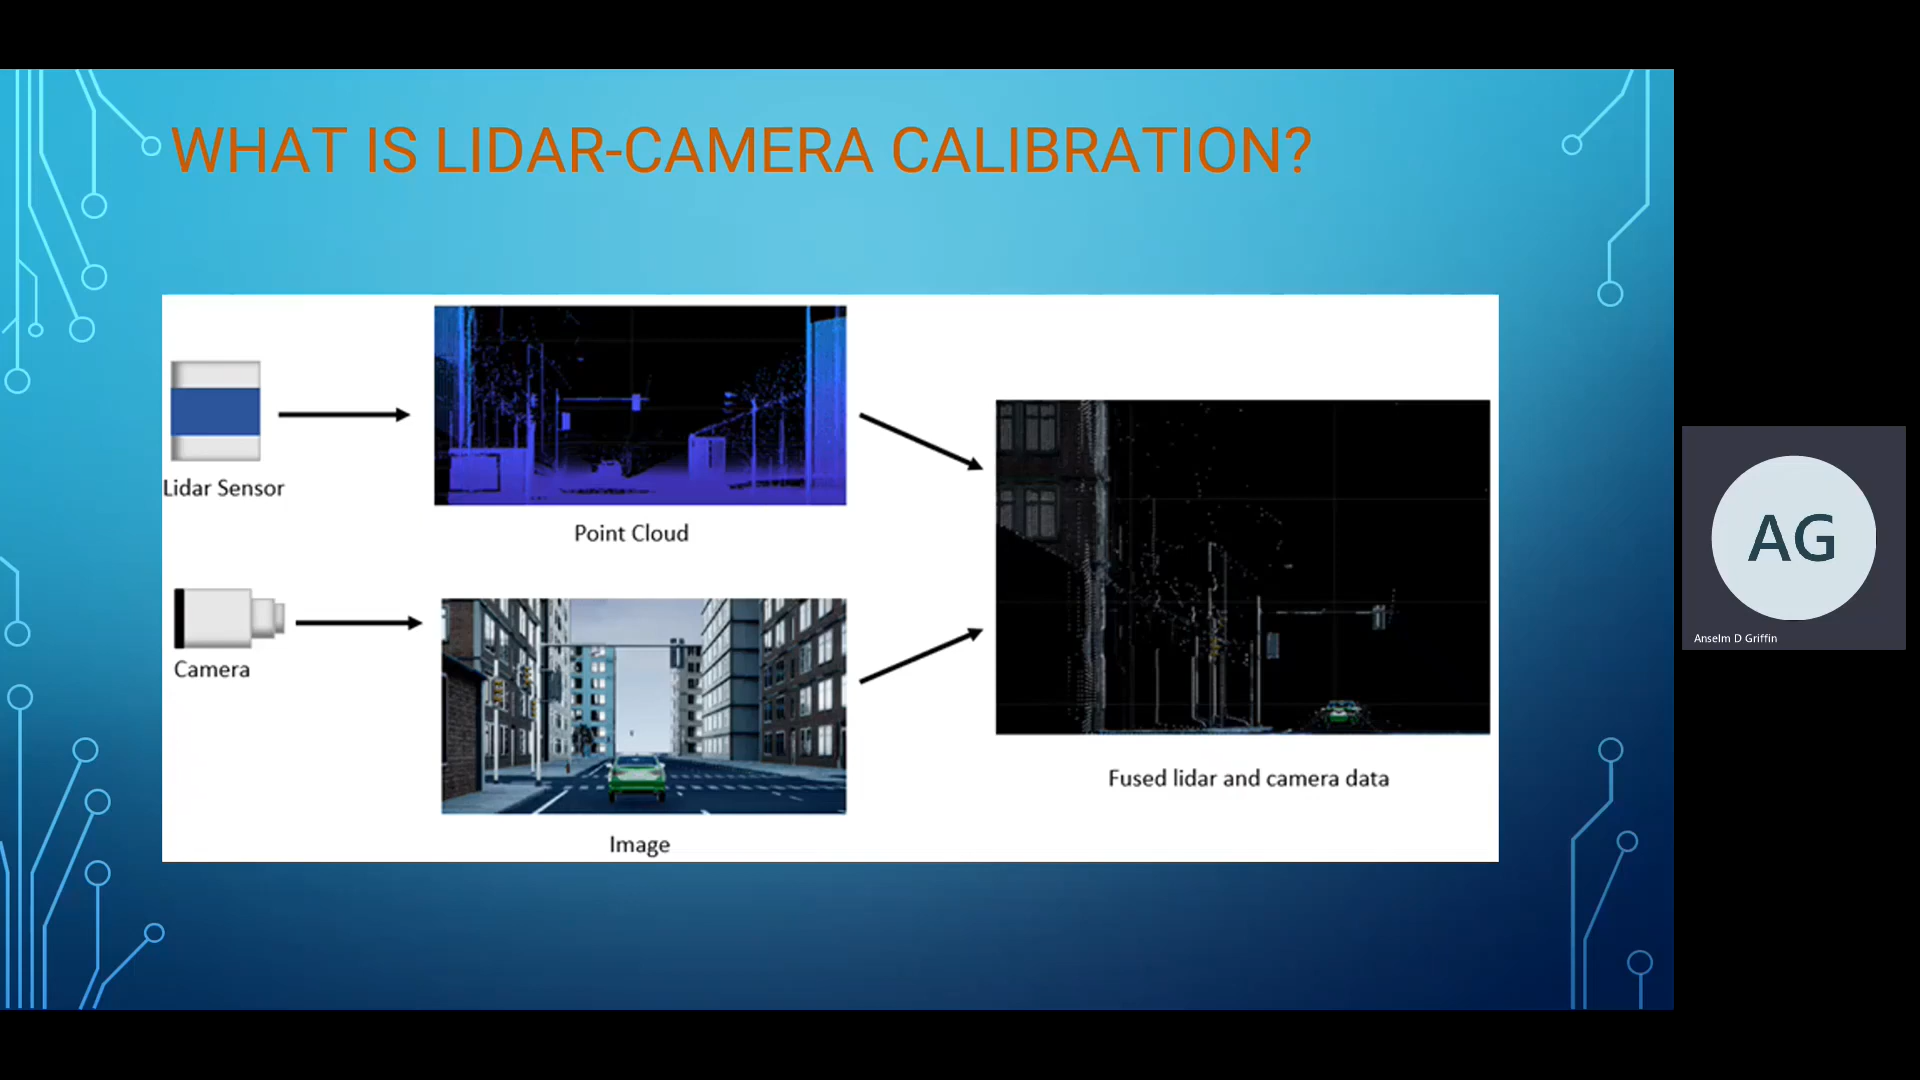 WHAT IS LIDAR-CAMERA CALIBRATION?
Lidar Sensor
Point Cloud
Camera
Image
Fused lidar and camera data
AG
Anselm D Griffin